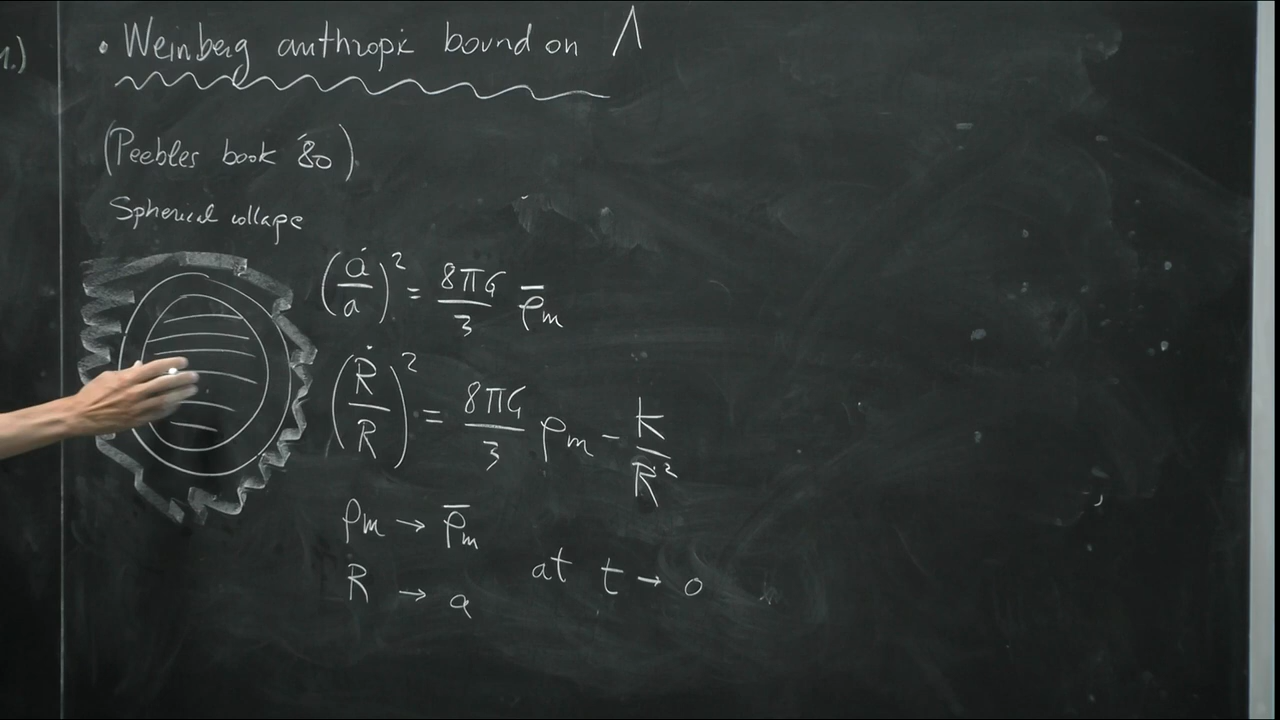 1.)
• Weinberg anthropic bound on Λ
(Peebles book '80)
Spherical collapse
(ȧ/a)² = 8πG/3 ρ̄m
(Ṙ/R)² = 8πG/3 ρm - K/R²
ρm → ρ̄m
R → a at t → 0